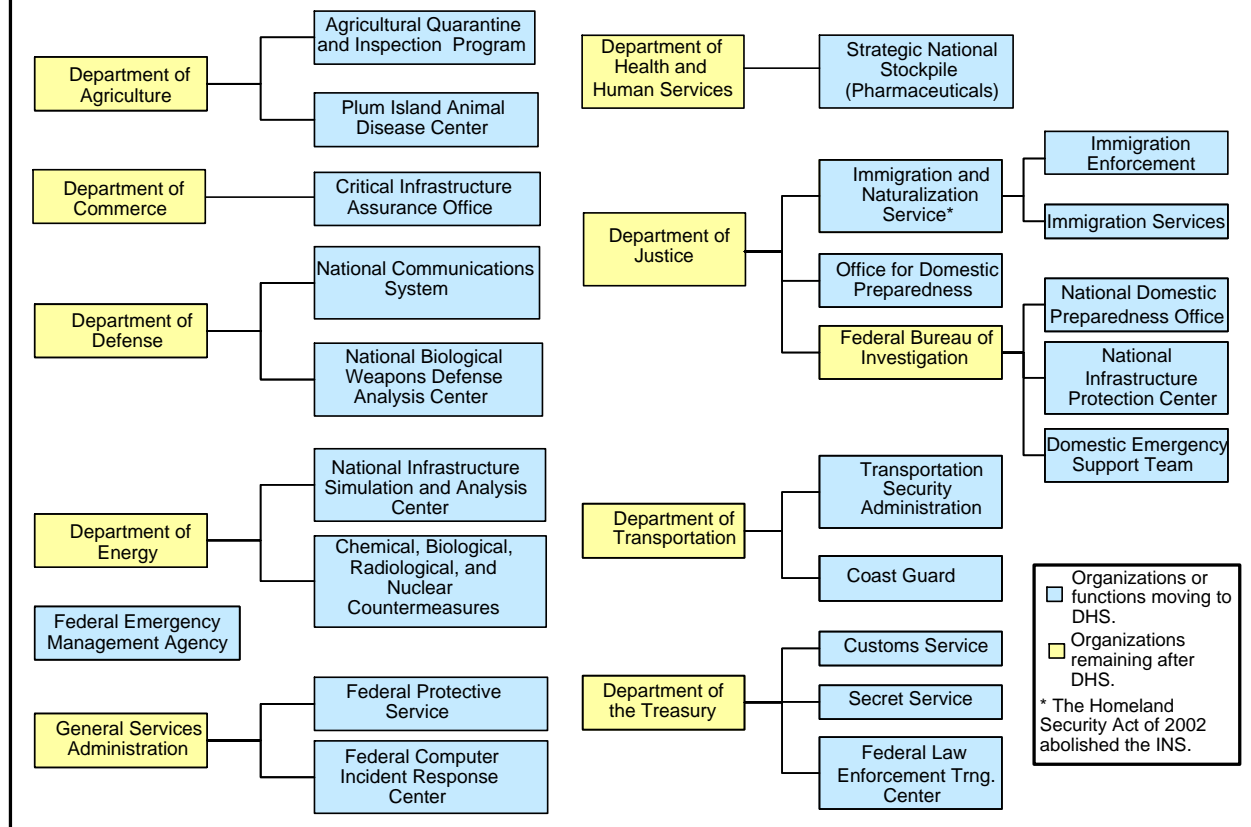 Department of
Agriculture
Agricultural Quarantine
and Inspection Program
Plum Island Animal
Disease Center
Department of
Commerce
Critical Infrastructure
Assurance Office
Department of
Defense
National Communications
System
National Biological
Weapons Defense
Analysis Center
Department of
Energy
National Infrastructure
Simulation and Analysis
Center
Chemical, Biological,
Radiological, and
Nuclear
Countermeasures
Federal Emergency
Management Agency
General Services
Administration
Federal Protective
Service
Federal Computer
Incident Response
Center
Department of
Health and
Human Services
Strategic National
Stockpile
(Pharmaceuticals)
Department of
Justice
Immigration and
Naturalization
Service*
Immigration
Enforcement
Immigration Services
Office for Domestic
Preparedness
Federal Bureau of
Investigation
National Domestic
Preparedness Office
National
Infrastructure
Protection Center
Domestic Emergency
Support Team
Department of
Transportation
Transportation
Security
Administration
Coast Guard
Department of
the Treasury
Customs Service
Secret Service
Federal Law
Enforcement Trng.
Center
Organizations or
functions moving to
DHS.
Organizations
remaining after
DHS.
* The Homeland
Security Act of 2002
abolished the INS.